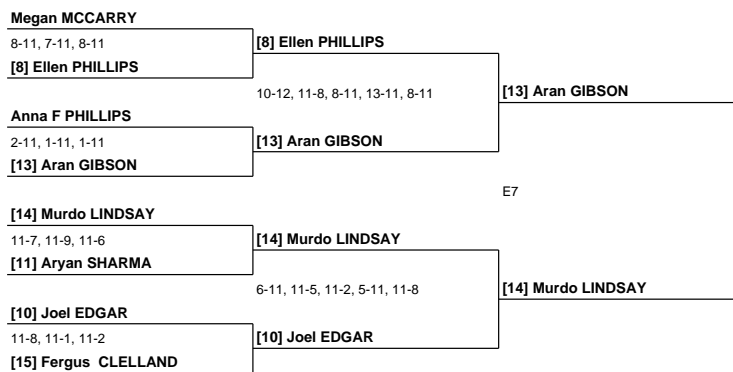 Megan MCCARRY
8-11, 7-11, 8-11
[8] Ellen PHILLIPS
[8] Ellen PHILLIPS
10-12, 11-8, 8-11, 13-11, 8-11
[13] Aran GIBSON
Anna F PHILLIPS
2-11, 1-11, 1-11
[13] Aran GIBSON
[13] Aran GIBSON
E7
[14] Murdo LINDSAY
11-7, 11-9, 11-6
[14] Murdo LINDSAY
[11] Aryan SHARMA
6-11, 11-5, 11-2, 5-11, 11-8
[14] Murdo LINDSAY
[10] Joel EDGAR
11-8, 11-1, 11-2
[10] Joel EDGAR
[15] Fergus CLELLAND